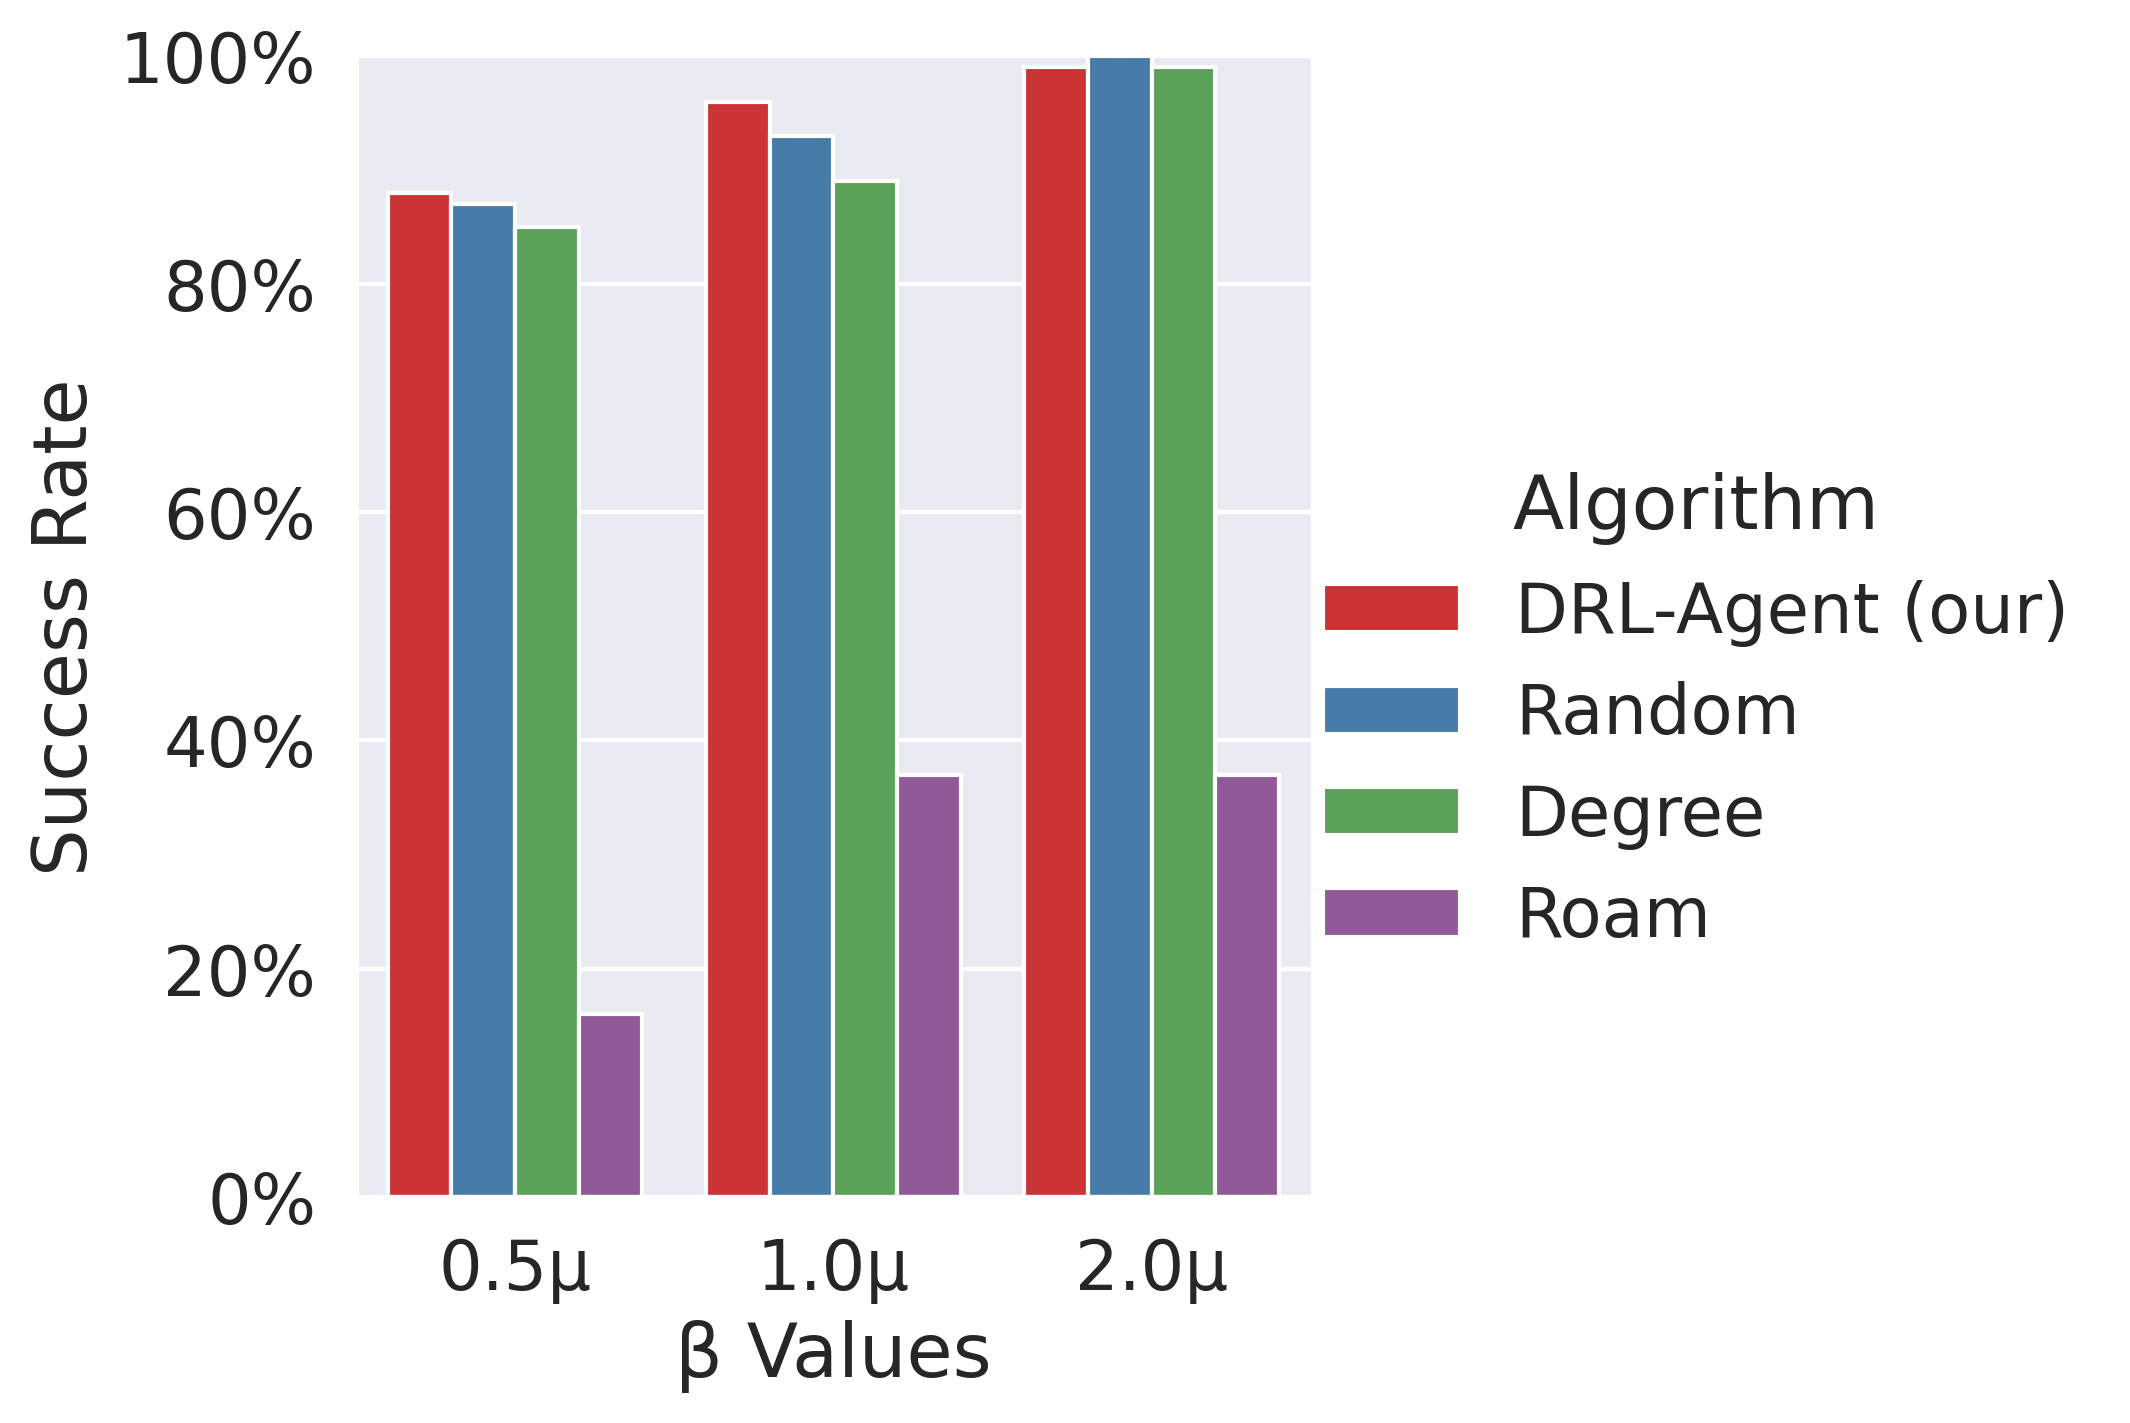 100%
80%
60%
40%
20%
0%
Success Rate
0.5μ 1.0μ 2.0μ
β Values
Algorithm
DRL-Agent (our)
Random
Degree
Roam